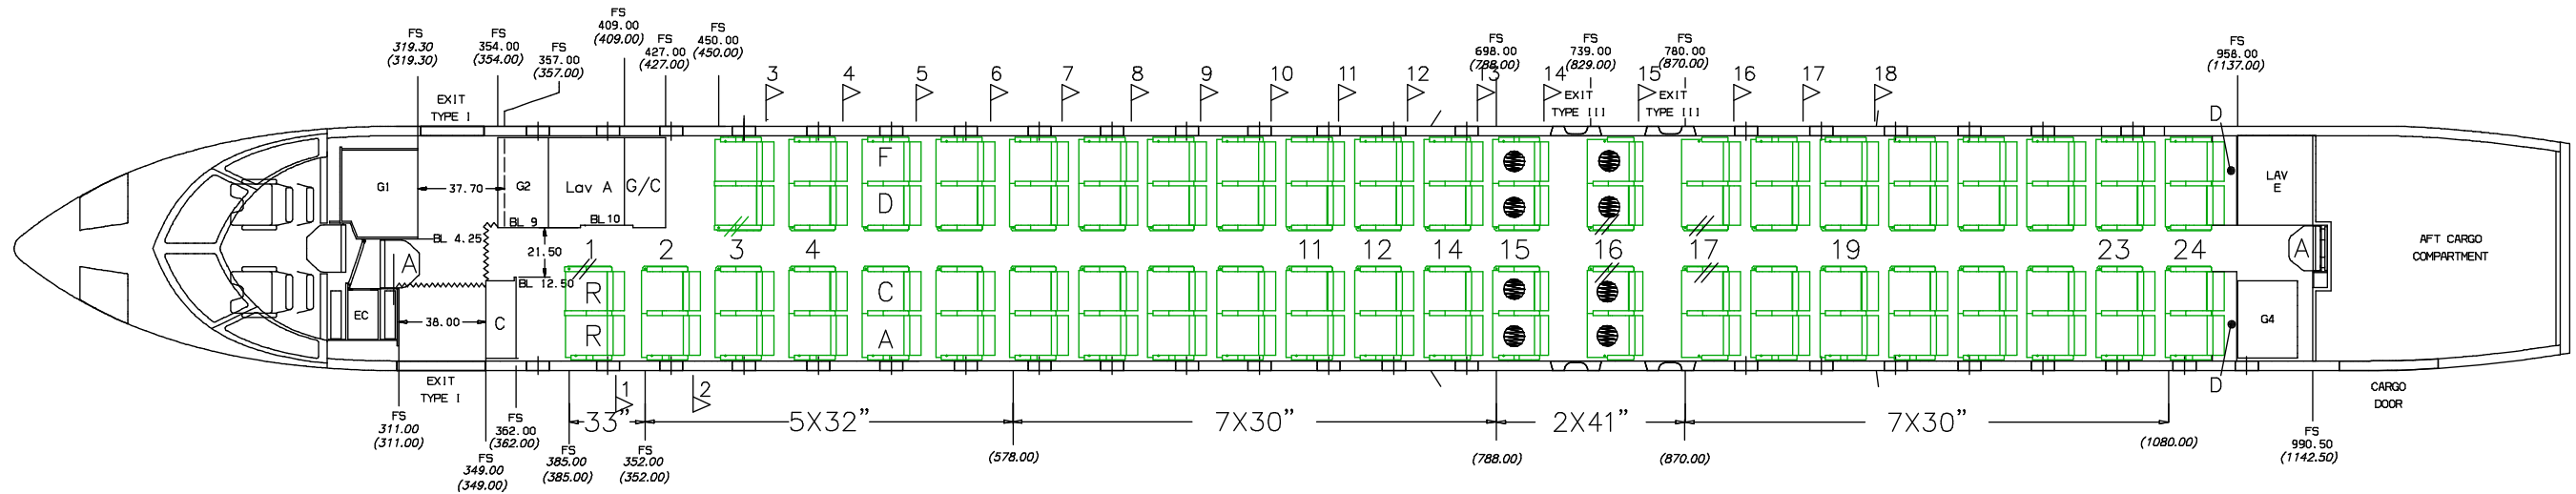 FS
319.30
(319.30)
FS
354.00
(354.00)
FS
357.00
(357.00)
FS
409.00
(409.00)
FS
427.00
(427.00)
FS
450.00
(450.00)
FS
698.00
(788.00)
FS
739.00
(829.00)
FS
780.00
(870.00)
FS
958.00
(1137.00)
3 4 5 6 7 8 9 10 11 12 13 14 15 16 17 18
EXIT
TYPE I
EXIT
TYPE III
EXIT
TYPE III
D
G1
37.70
G2
Lav A
G/C
F
D
LAV
E
BL 9
BL 10
BL 4.25
21.50
A
BL 12.50
1 2 3 4 11 12 14 15 16 17 19 23 24
A
AFT CARGO
COMPARTMENT
EC
38.00
C
R
R
C
A
G4
D
EXIT
TYPE I
1
2
CARGO
DOOR
33"
5X32"
7X30"
2X41"
7X30"
FS
311.00
(311.00)
FS
362.00
(362.00)
FS
349.00
(349.00)
FS
385.00
(385.00)
FS
352.00
(352.00)
(578.00)
(788.00)
(870.00)
(1080.00)
FS
990.50
(1142.50)